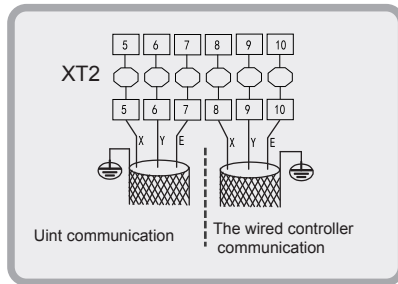 5 6 7 8 9 10
XT2
5 6 7 8 9 10
X Y E X Y E
Uint communication
The wired controller
communication